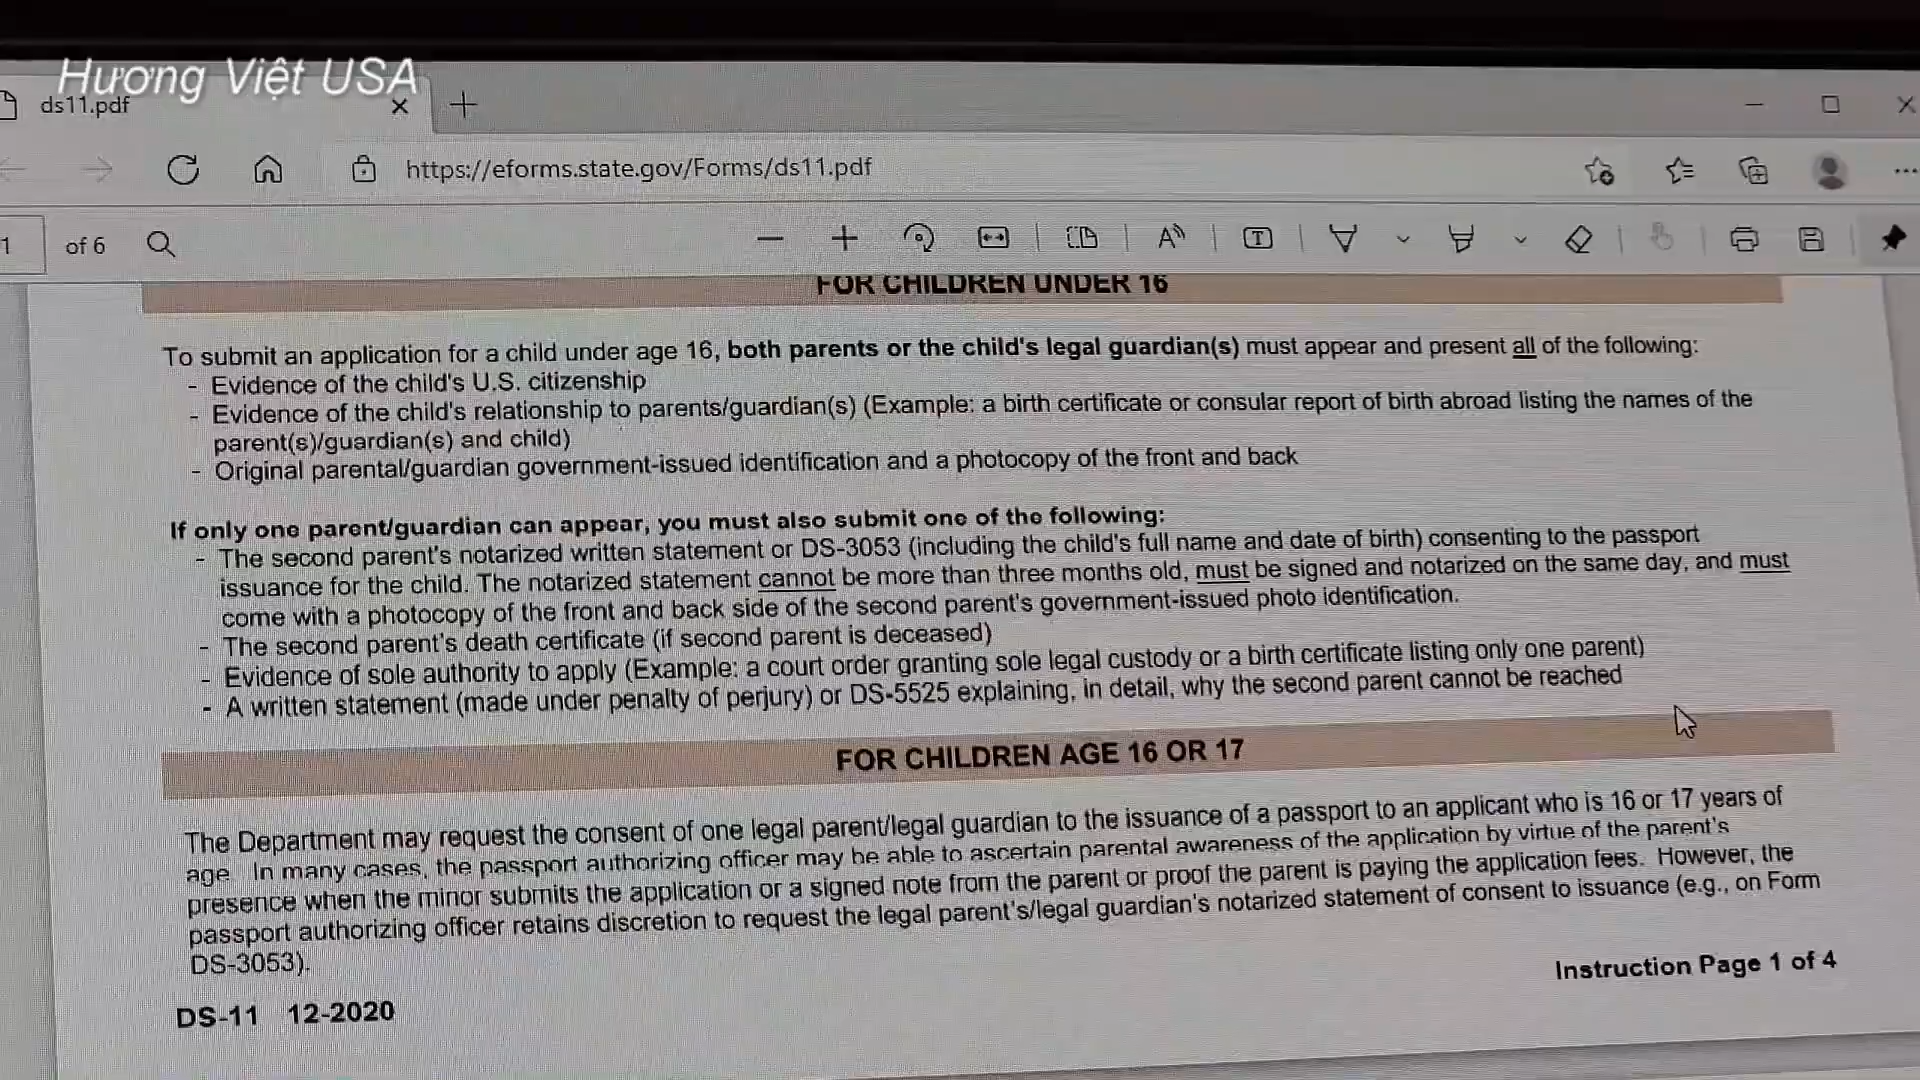 Hương Việt USA
ds11.pdf
https://eforms.state.gov/Forms/ds11.pdf
1 of 6
FOR CHILDREN UNDER 16
To submit an application for a child under age 16, both parents or the child's legal guardian(s) must appear and present all of the following:
- Evidence of the child's U.S. citizenship
- Evidence of the child's relationship to parents/guardian(s) (Example: a birth certificate or consular report of birth abroad listing the names of the
parent(s)/guardian(s) and child)
- Original parental/guardian government-issued identification and a photocopy of the front and back
If only one parent/guardian can appear, you must also submit one of the following:
- The second parent's notarized written statement or DS-3053 (including the child's full name and date of birth) consenting to the passport
issuance for the child. The notarized statement cannot be more than three months old, must be signed and notarized on the same day, and must
come with a photocopy of the front and back side of the second parent's government-issued photo identification.
- The second parent's death certificate (if second parent is deceased)
- Evidence of sole authority to apply (Example: a court order granting sole legal custody or a birth certificate listing only one parent)
- A written statement (made under penalty of perjury) or DS-5525 explaining, in detail, why the second parent cannot be reached
FOR CHILDREN AGE 16 OR 17
The Department may request the consent of one legal parent/legal guardian to the issuance of a passport to an applicant who is 16 or 17 years of
age. In many cases, the passport authorizing officer may be able to ascertain parental awareness of the application by virtue of the parent's
presence when the minor submits the application or a signed note from the parent or proof the parent is paying the application fees. However, the
passport authorizing officer retains discretion to request the legal parent's/legal guardian's notarized statement of consent to issuance (e.g., on Form
DS-3053).
Instruction Page 1 of 4
DS-11 12-2020